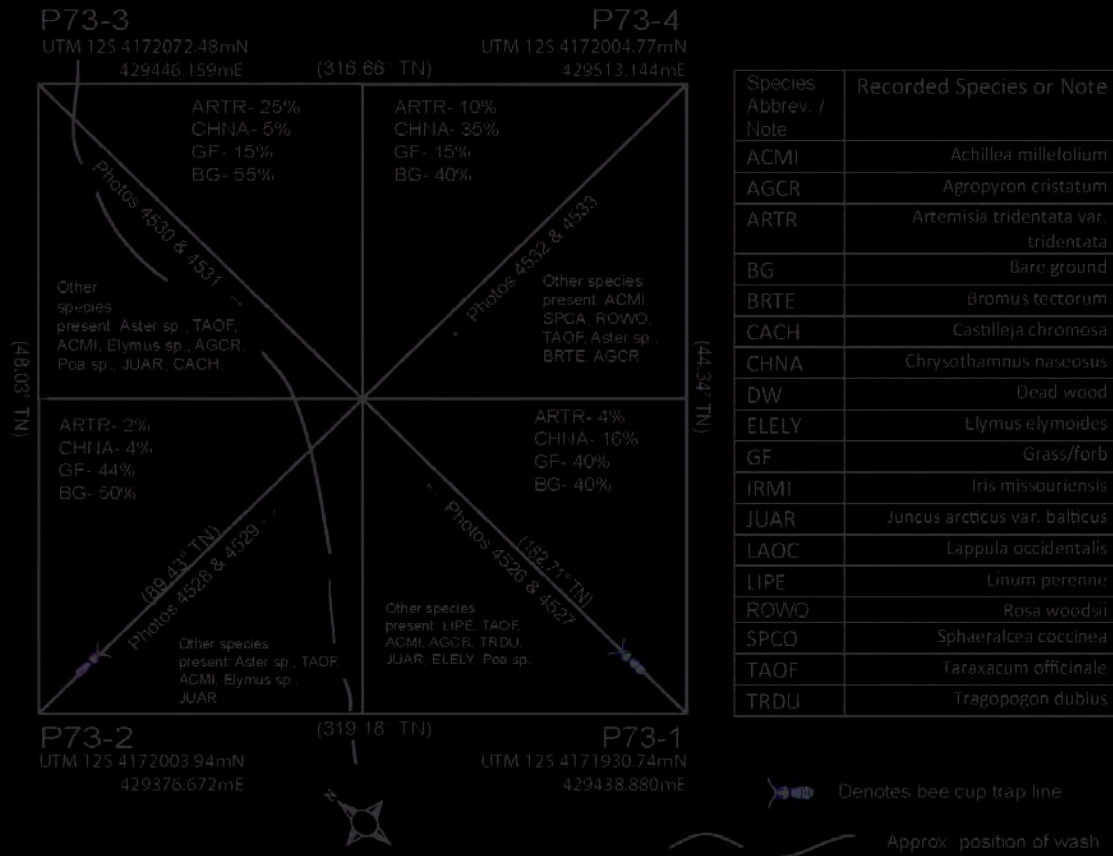 P73-3
UTM 12S 4172072.48mN
429446.159mE
(316.66° TN)
P73-4
UTM 12S 4172004.77mN
429513.144mE
ARTR- 25%
CHNA- 5%
GF- 15%
BG- 55%
ARTR- 10%
CHNA- 35%
GF- 15%
BG- 40%
Photos 4530 & 4531
Photos 4532 & 4533
Other
species
present: Aster sp., TAOF,
ACMI, Elymus sp., AGCR,
Poa sp., JUAR, CACH.
Other species
present: ACMI,
SPCA, ROWO,
TAOF, Aster sp.,
BRTE, AGCR
(48.03° TN)
(44.34° TN)
ARTR- 2%
CHNA- 4%
GF- 44%
BG- 50%
ARTR- 4%
CHNA- 16%
GF- 40%
BG- 40%
(89.43° TN)
Photos 4528 & 4529
(182.71° TN)
Photos 4526 & 4527
Other species
present: Aster sp., TAOF,
ACMI, Elymus sp.,
JUAR
Other species
present: LIPE, TAOF,
ACMI, AGCR, TRDU,
JUAR, ELELY, Poa sp.
P73-2
UTM 12S 4172003.94mN
429376.672mE
(319.18° TN)
P73-1
UTM 12S 4171930.74mN
429438.880mE
N
Species
Abbrev. /
Note
Recorded Species or Note
ACMI Achillea millefolium
AGCR Agropyron cristatum
ARTR Artemisia tridentata var.
tridentata
BG Bare ground
BRTE Bromus tectorum
CACH Castilleja chromosa
CHNA Chrysothamnus naseosus
DW Dead wood
ELELY Elymus elymoides
GF Grass/forb
IRMI Iris missouriensis
JUAR Juncus arcticus var. balticus
LAOC Lappula occidentalis
LIPE Linum perenne
ROWO Rosa woodsii
SPCO Sphaeralcea coccinea
TAOF Taraxacum officinale
TRDU Tragopogon dubius
Denotes bee cup trap line
Approx. position of wash